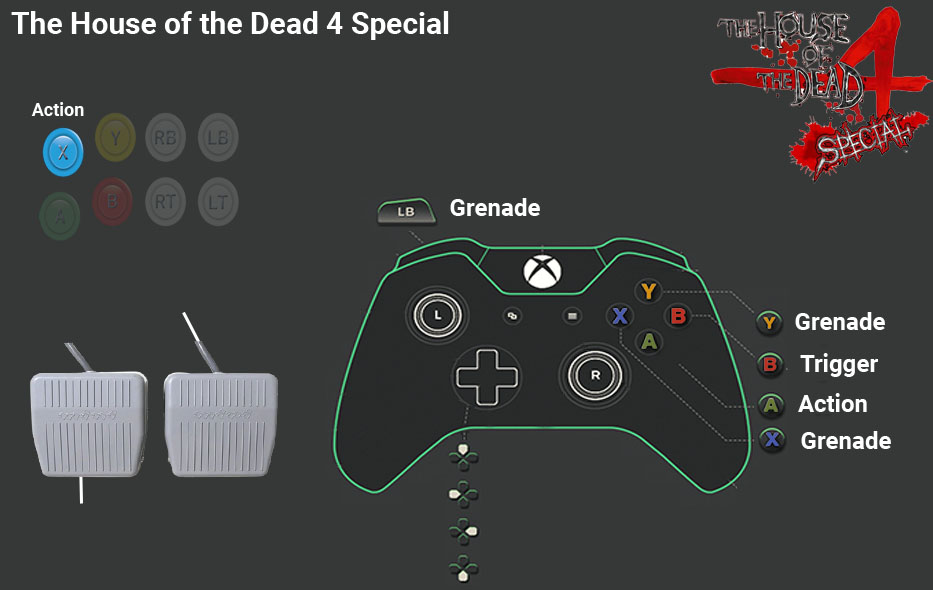 The House of the Dead 4 Special
THE HOUSE
OF
THE DEAD 4
SPECIAL
Action
X Y RB LB
A B RT LT
LB Grenade
Y
L X B
A
R
Y Grenade
B Trigger
A Action
X Grenade